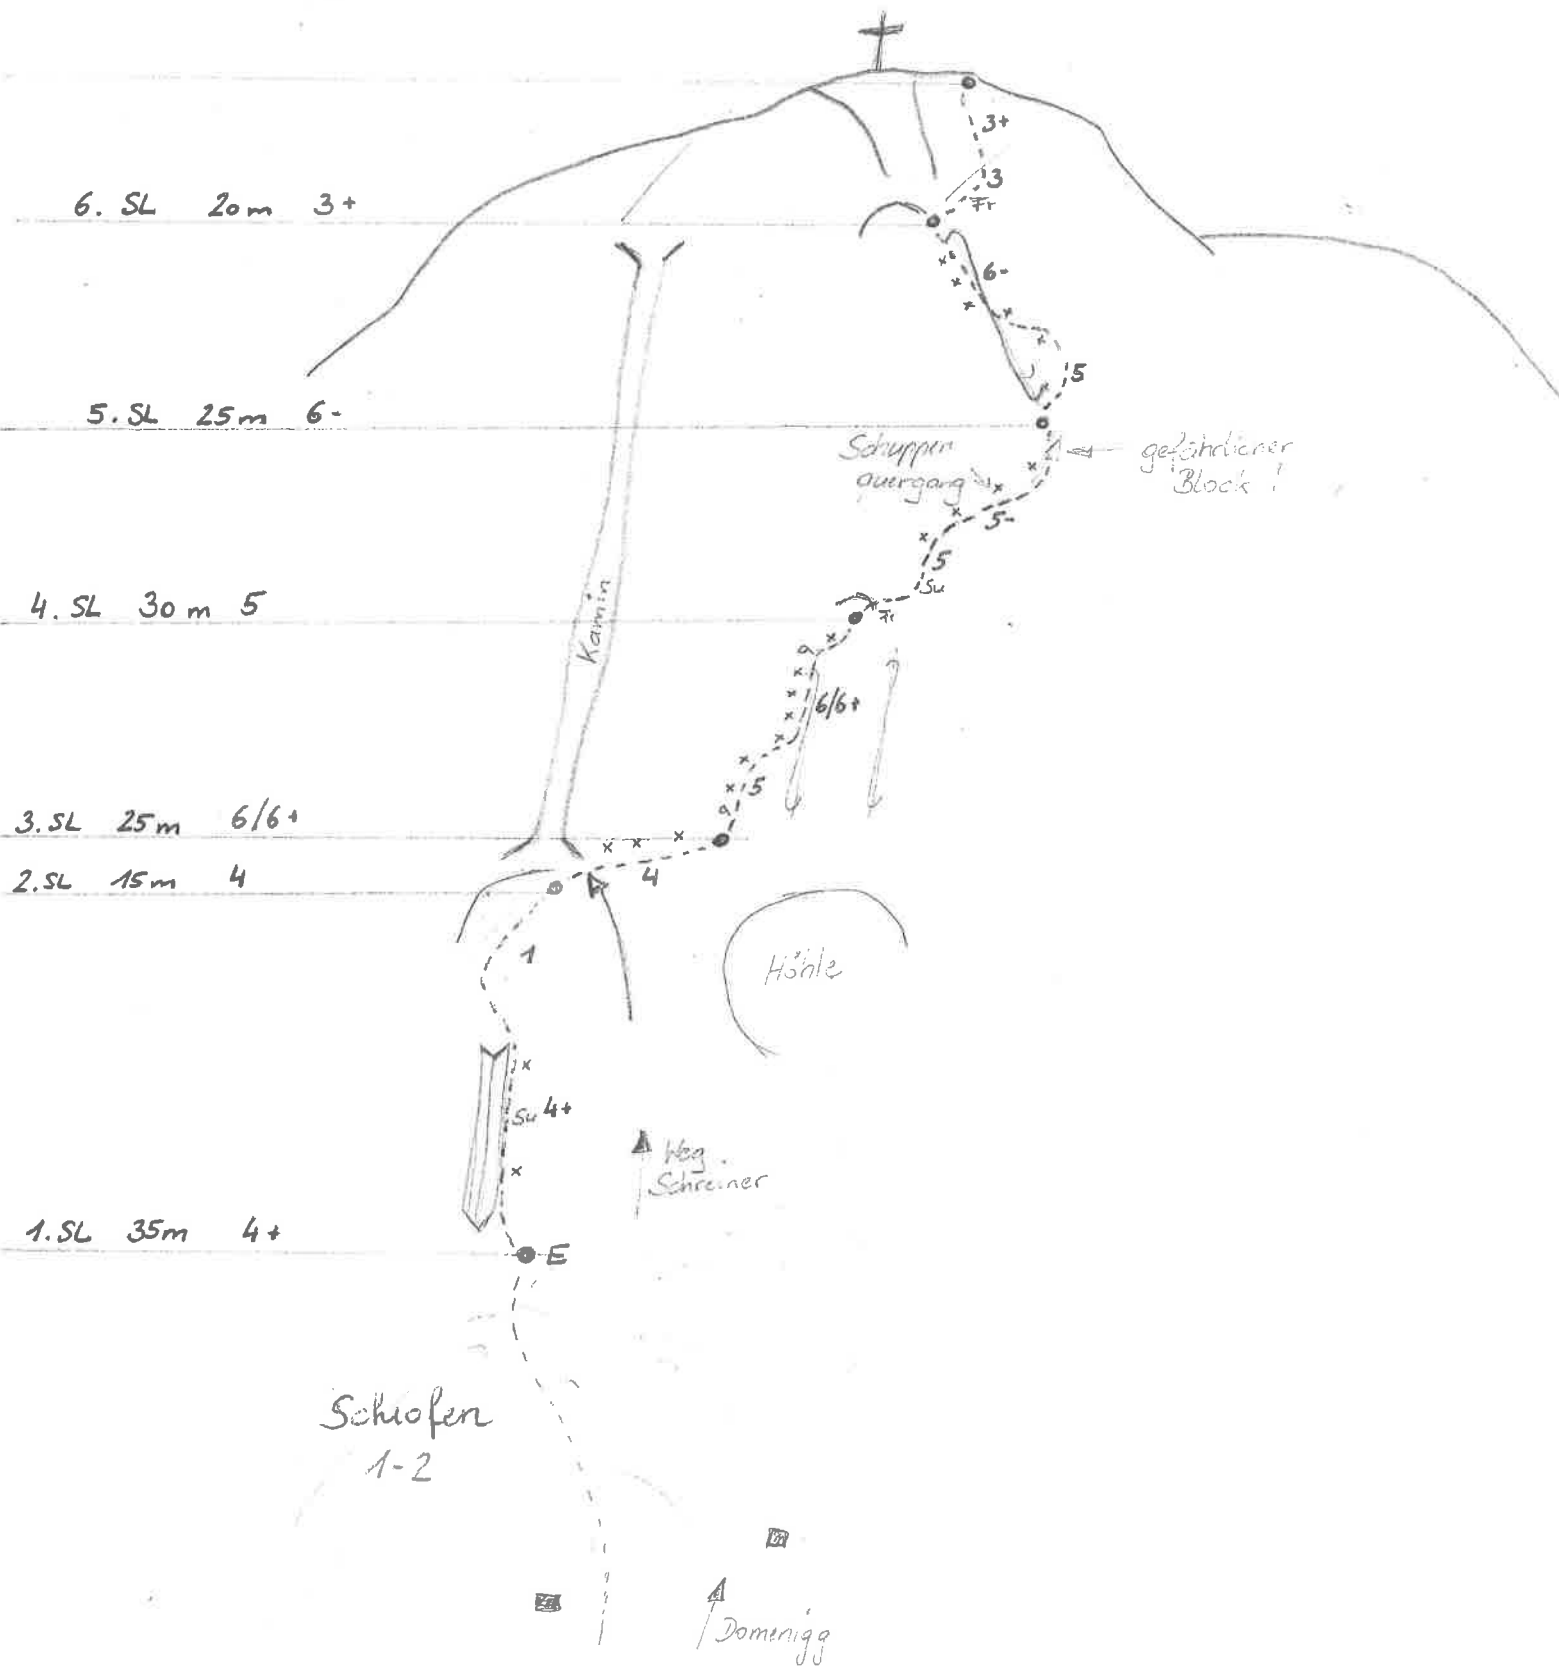 3+
3
Fr
6. SL 20m 3+
6-
5
5. SL 25m 6-
Schuppen
quergang
gefährlicher
Block !
5-
5
Su
4. SL 30m 5
Fr
Kamin
6/6+
5
3. SL 25m 6/6+
2. SL 15m 4
4
1
Höhle
Su 4+
Weg
Schreiner
1. SL 35m 4+
E
Schrofen
1-2
Domenigg